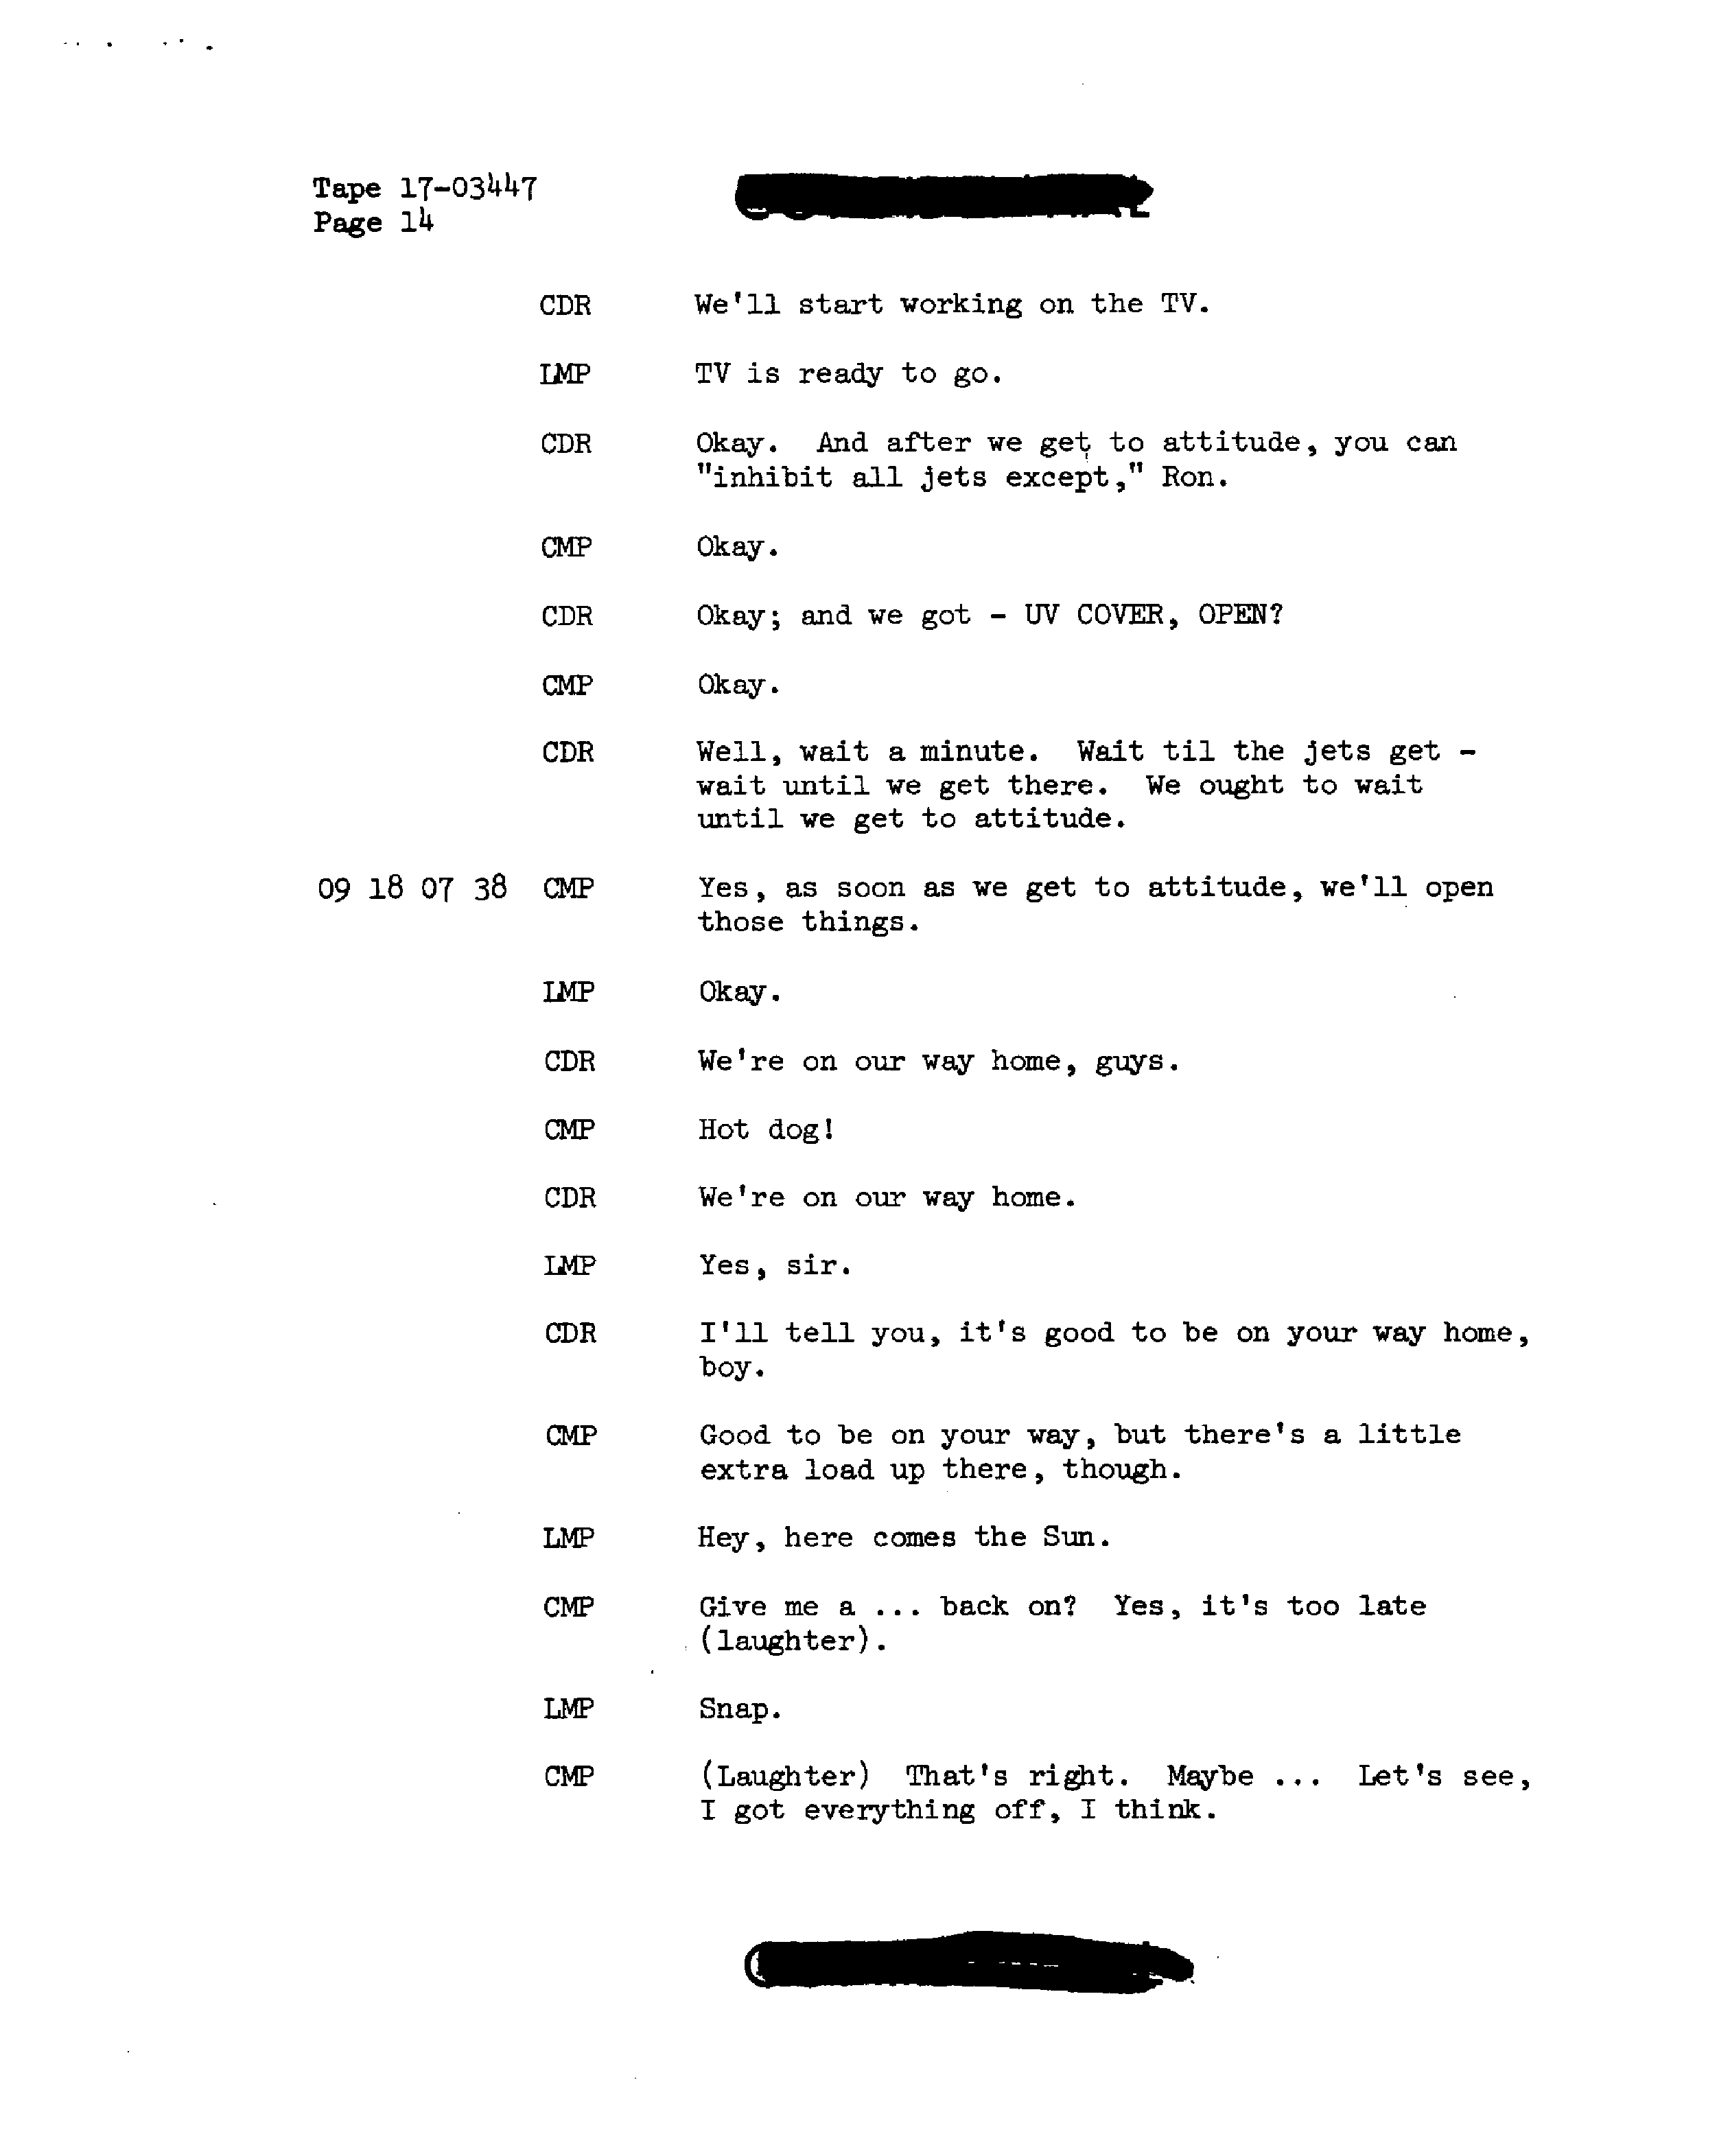 Tape 17-03447
Page 14
CDR We'll start working on the TV.
LMP TV is ready to go.
CDR Okay. And after we get to attitude, you can
"inhibit all jets except," Ron.
CMP Okay.
CDR Okay; and we got - UV COVER, OPEN?
CMP Okay.
CDR Well, wait a minute. Wait til the jets get -
wait until we get there. We ought to wait
until we get to attitude.
09 18 07 38 CMP Yes, as soon as we get to attitude, we'll open
those things.
LMP Okay.
CDR We're on our way home, guys.
CMP Hot dog!
CDR We're on our way home.
LMP Yes, sir.
CDR I'll tell you, it's good to be on your way home,
boy.
CMP Good to be on your way, but there's a little
extra load up there, though.
LMP Hey, here comes the Sun.
CMP Give me a ... back on? Yes, it's too late
(laughter).
LMP Snap.
CMP (Laughter) That's right. Maybe ... Let's see,
I got everything off, I think.